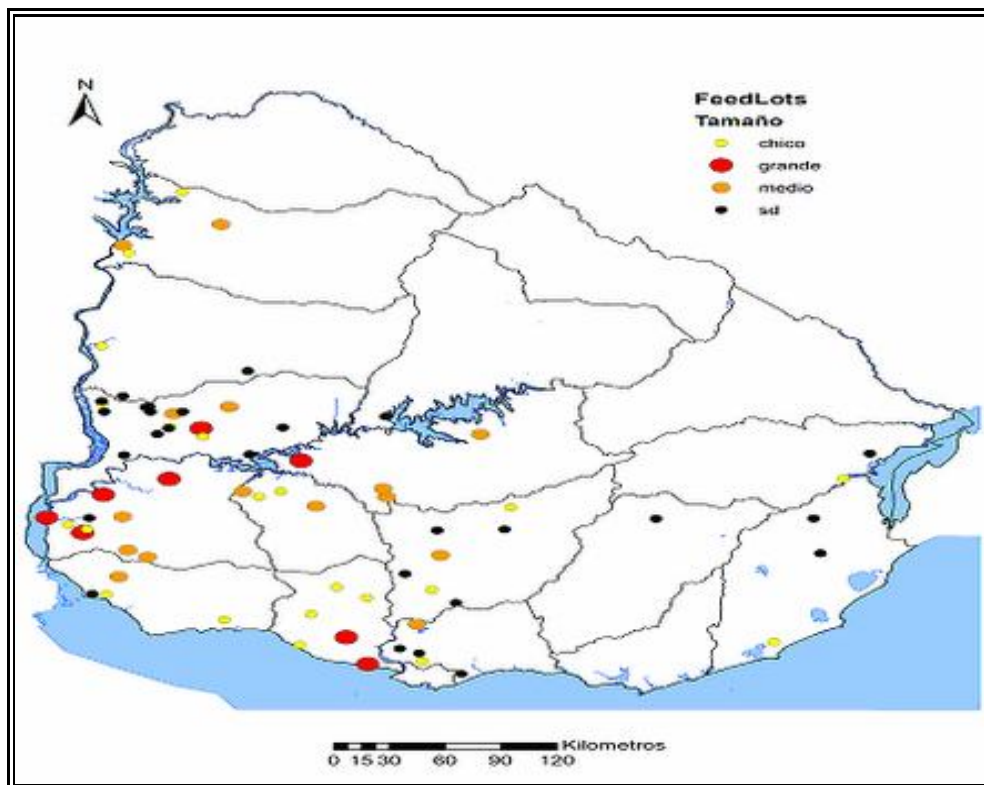 N
FeedLots
Tamaño
chico
grande
medio
sd
Kilometros
0 15 30 60 90 120